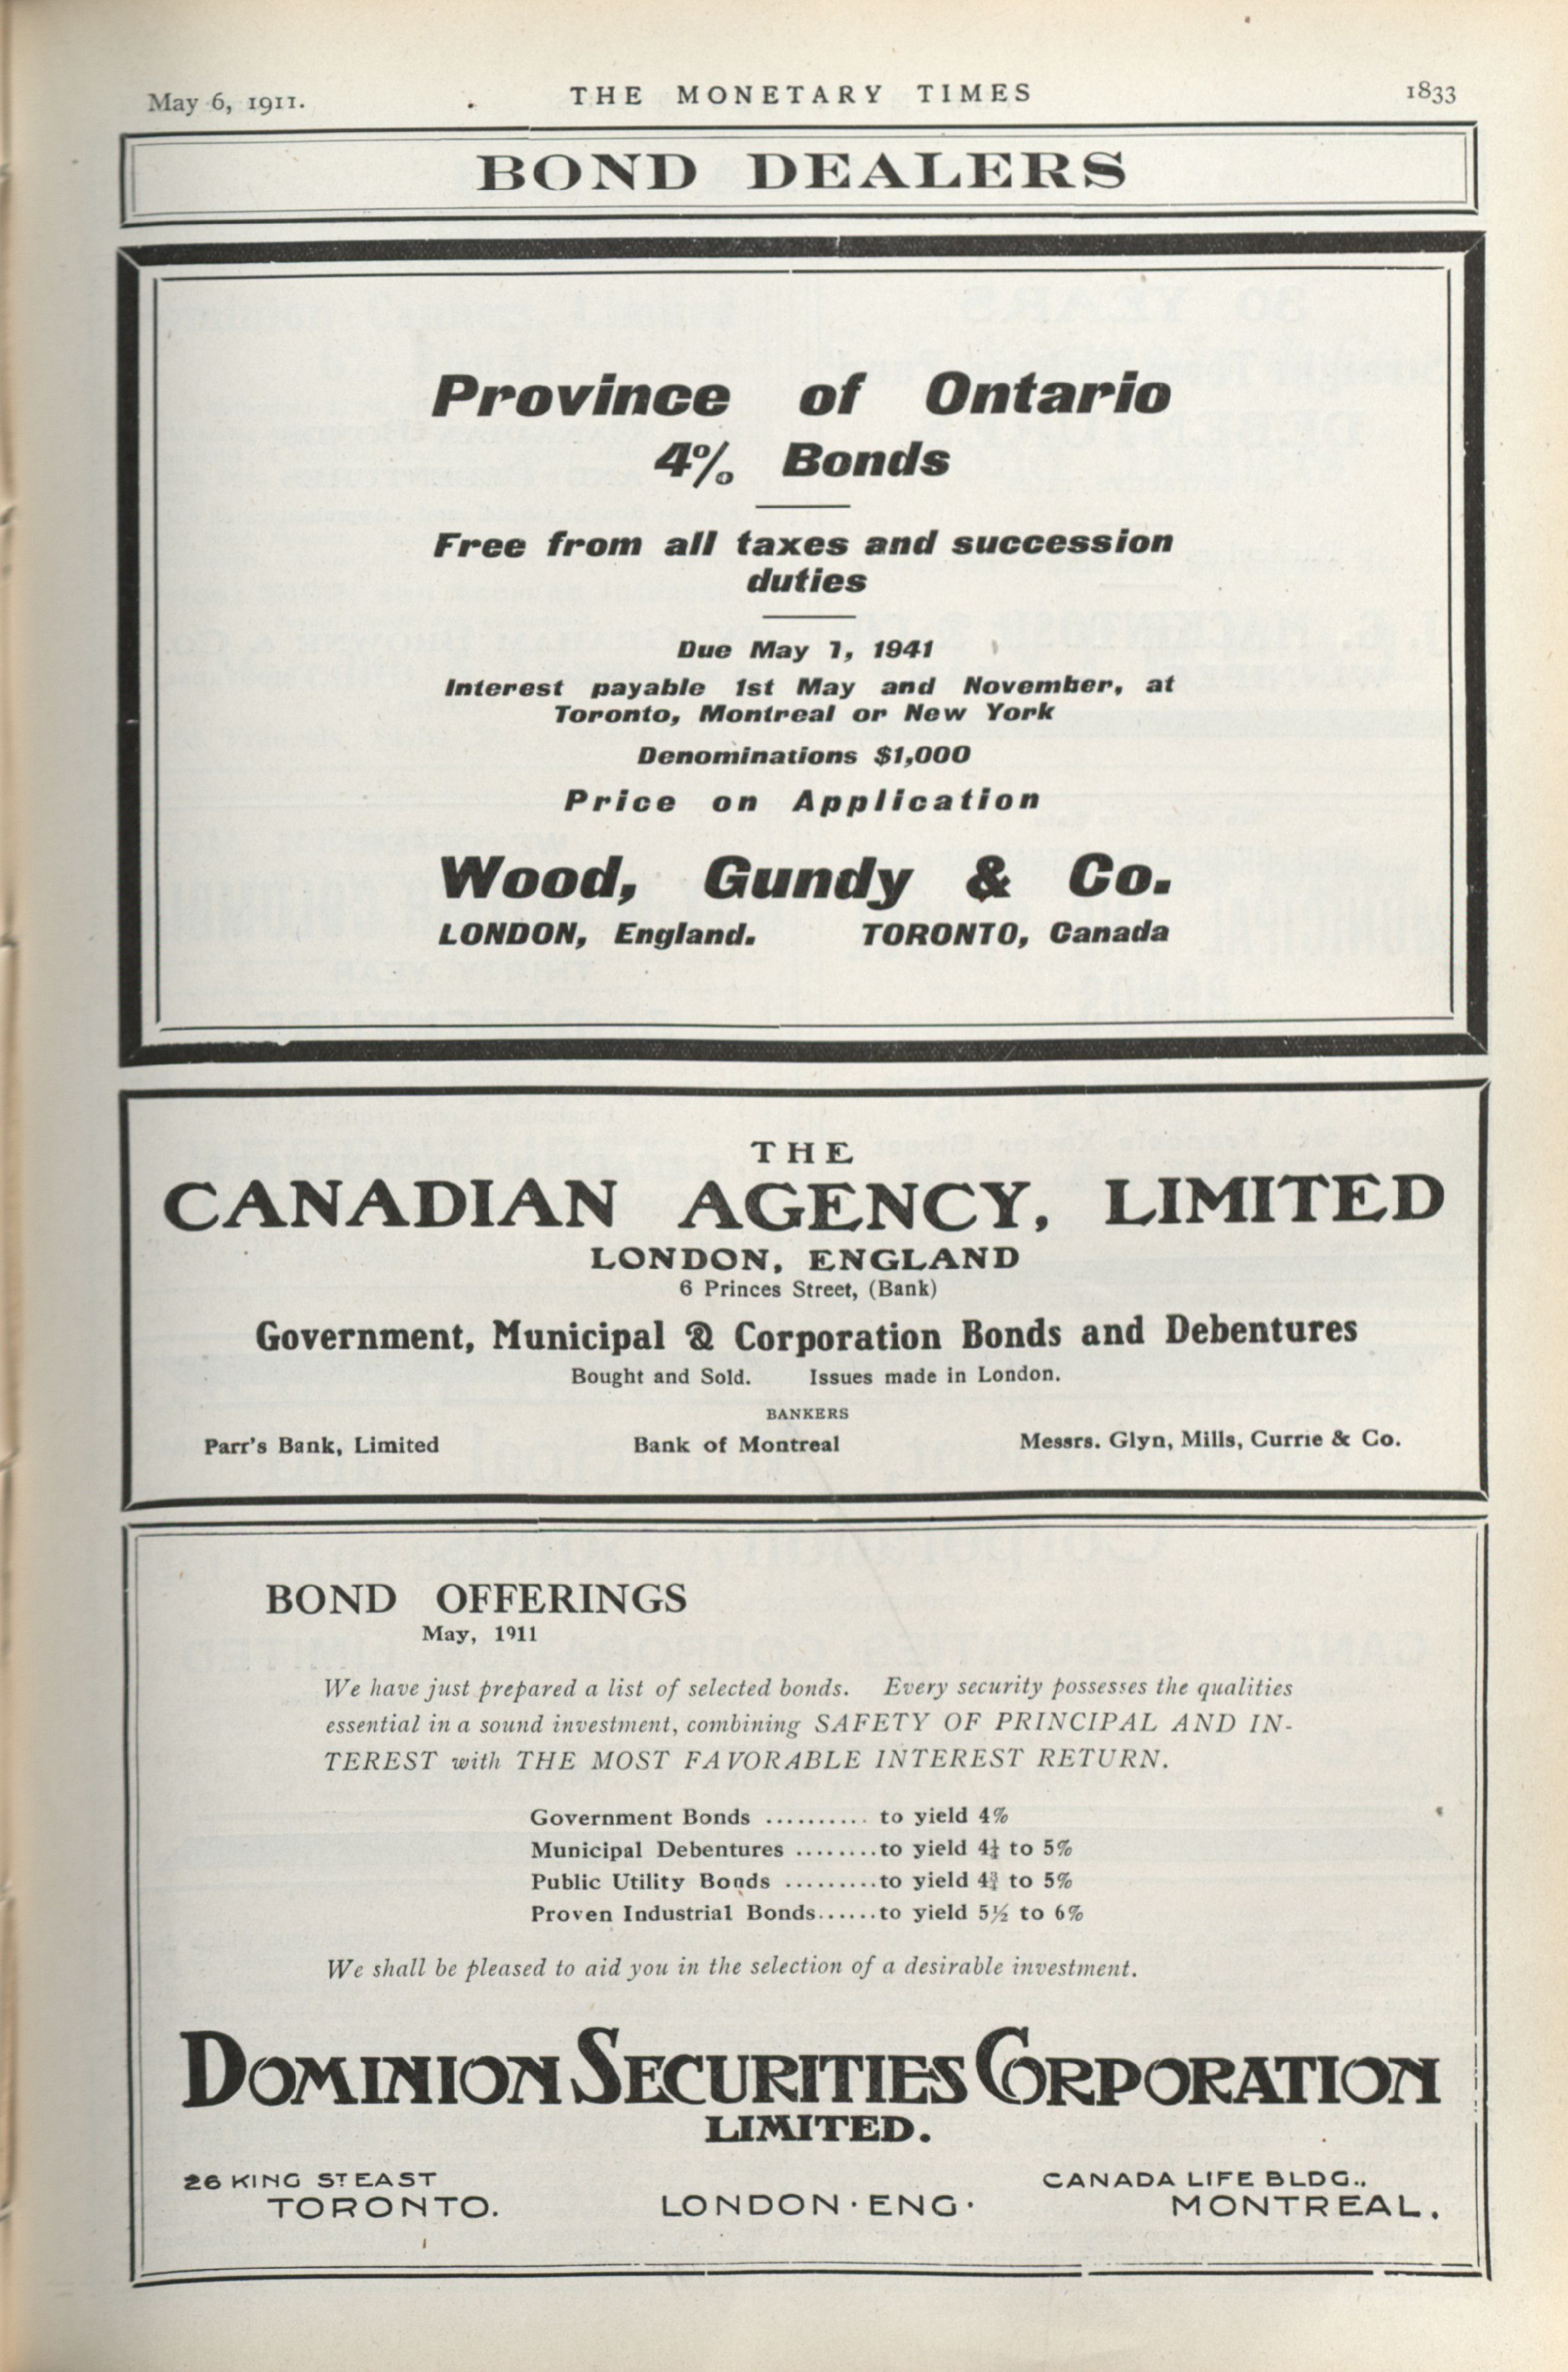 May 6, 1911.
THE MONETARY TIMES
1833
BOND DEALERS
Province of Ontario
4% Bonds
Free from all taxes and succession
duties
Due May 1, 1941
Interest payable 1st May and November, at
Toronto, Montreal or New York
Denominations $1,000
Price on Application
Wood, Gundy & Co.
LONDON, England. TORONTO, Canada
THE
CANADIAN AGENCY, LIMITED
LONDON, ENGLAND
6 Princes Street, (Bank)
Government, Municipal & Corporation Bonds and Debentures
Bought and Sold. Issues made in London.
BANKERS
Parr's Bank, Limited Bank of Montreal Messrs. Glyn, Mills, Currie & Co.
BOND OFFERINGS
May, 1911
We have just prepared a list of selected bonds. Every security possesses the qualities
essential in a sound investment, combining SAFETY OF PRINCIPAL AND IN-
TEREST with THE MOST FAVORABLE INTEREST RETURN.
Government Bonds .......... to yield 4%
Municipal Debentures ........to yield 4¼ to 5%
Public Utility Bonds .........to yield 4¾ to 5%
Proven Industrial Bonds......to yield 5½ to 6%
We shall be pleased to aid you in the selection of a desirable investment.
DOMINION SECURITIES CORPORATION
LIMITED.
26 KING ST EAST
TORONTO.
LONDON·ENG·
CANADA LIFE BLDG..
MONTREAL.